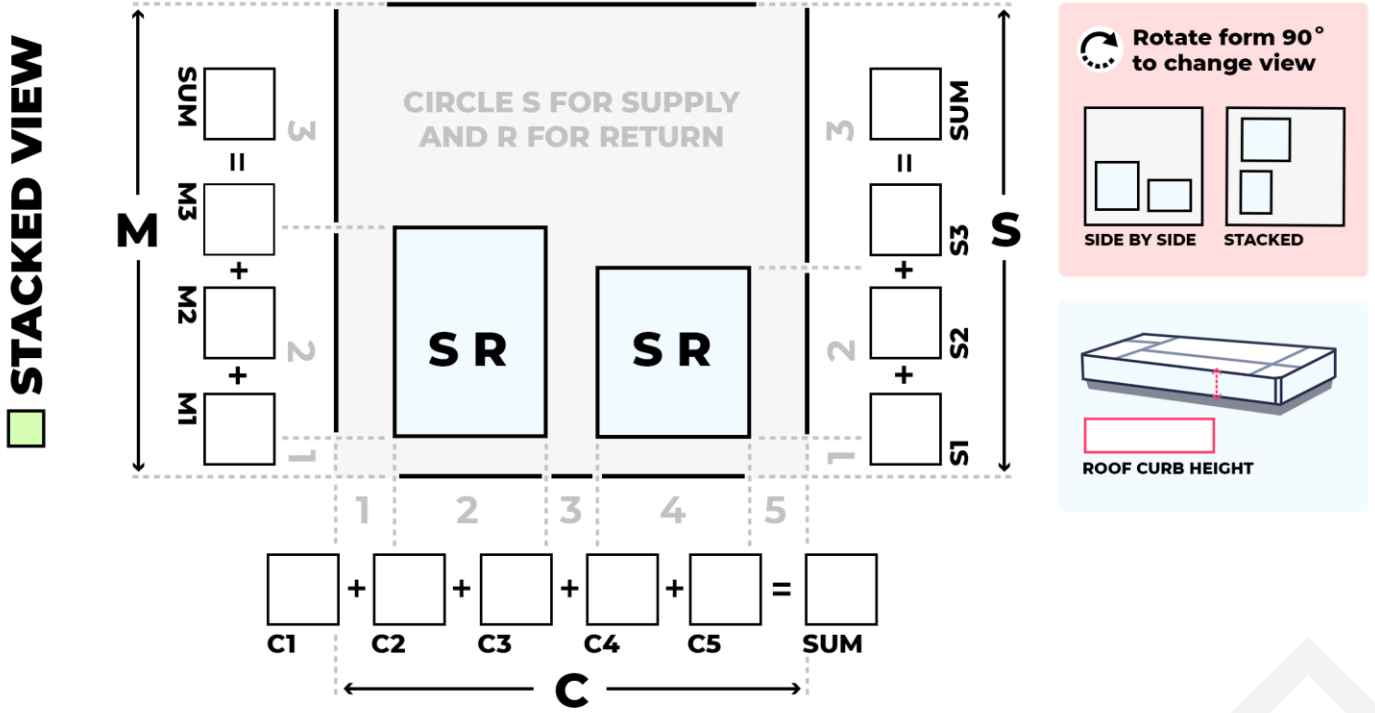 STACKED VIEW
M
SUM
=
M3
+
M2
+
M1
3
2
1
CIRCLE S FOR SUPPLY
AND R FOR RETURN
S R
S R
3
2
1
SUM
=
S3
+
S2
+
S1
S
1 2 3 4 5
+ + + + =
C1 C2 C3 C4 C5 SUM
C
Rotate form 90°
to change view
SIDE BY SIDE STACKED
ROOF CURB HEIGHT